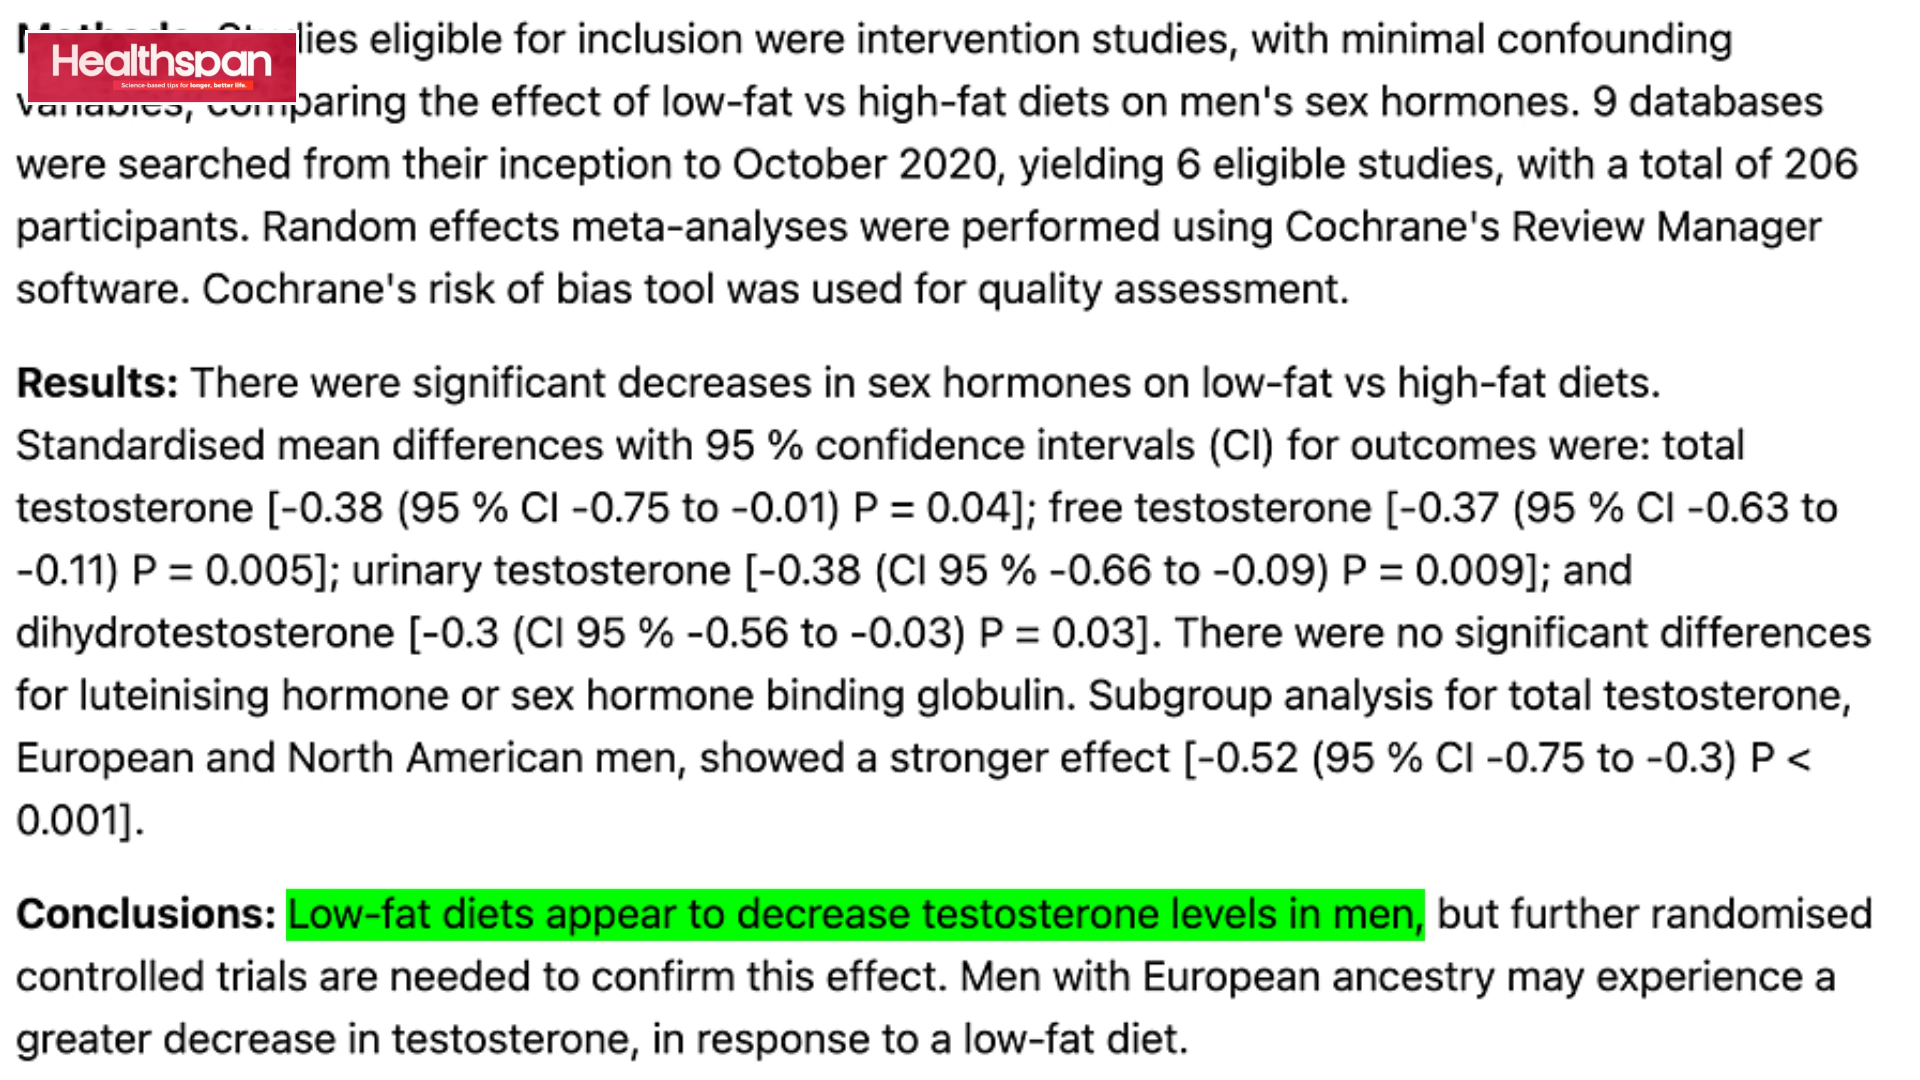 Healthspan
Science-based tips for longer, better life.
Studies eligible for inclusion were intervention studies, with minimal confounding
variables, comparing the effect of low-fat vs high-fat diets on men's sex hormones. 9 databases
were searched from their inception to October 2020, yielding 6 eligible studies, with a total of 206
participants. Random effects meta-analyses were performed using Cochrane's Review Manager
software. Cochrane's risk of bias tool was used for quality assessment.
Results: There were significant decreases in sex hormones on low-fat vs high-fat diets.
Standardised mean differences with 95 % confidence intervals (CI) for outcomes were: total
testosterone [-0.38 (95 % CI -0.75 to -0.01) P = 0.04]; free testosterone [-0.37 (95 % CI -0.63 to
-0.11) P = 0.005]; urinary testosterone [-0.38 (CI 95 % -0.66 to -0.09) P = 0.009]; and
dihydrotestosterone [-0.3 (CI 95 % -0.56 to -0.03) P = 0.03]. There were no significant differences
for luteinising hormone or sex hormone binding globulin. Subgroup analysis for total testosterone,
European and North American men, showed a stronger effect [-0.52 (95 % CI -0.75 to -0.3) P <
0.001].
Conclusions: Low-fat diets appear to decrease testosterone levels in men, but further randomised
controlled trials are needed to confirm this effect. Men with European ancestry may experience a
greater decrease in testosterone, in response to a low-fat diet.